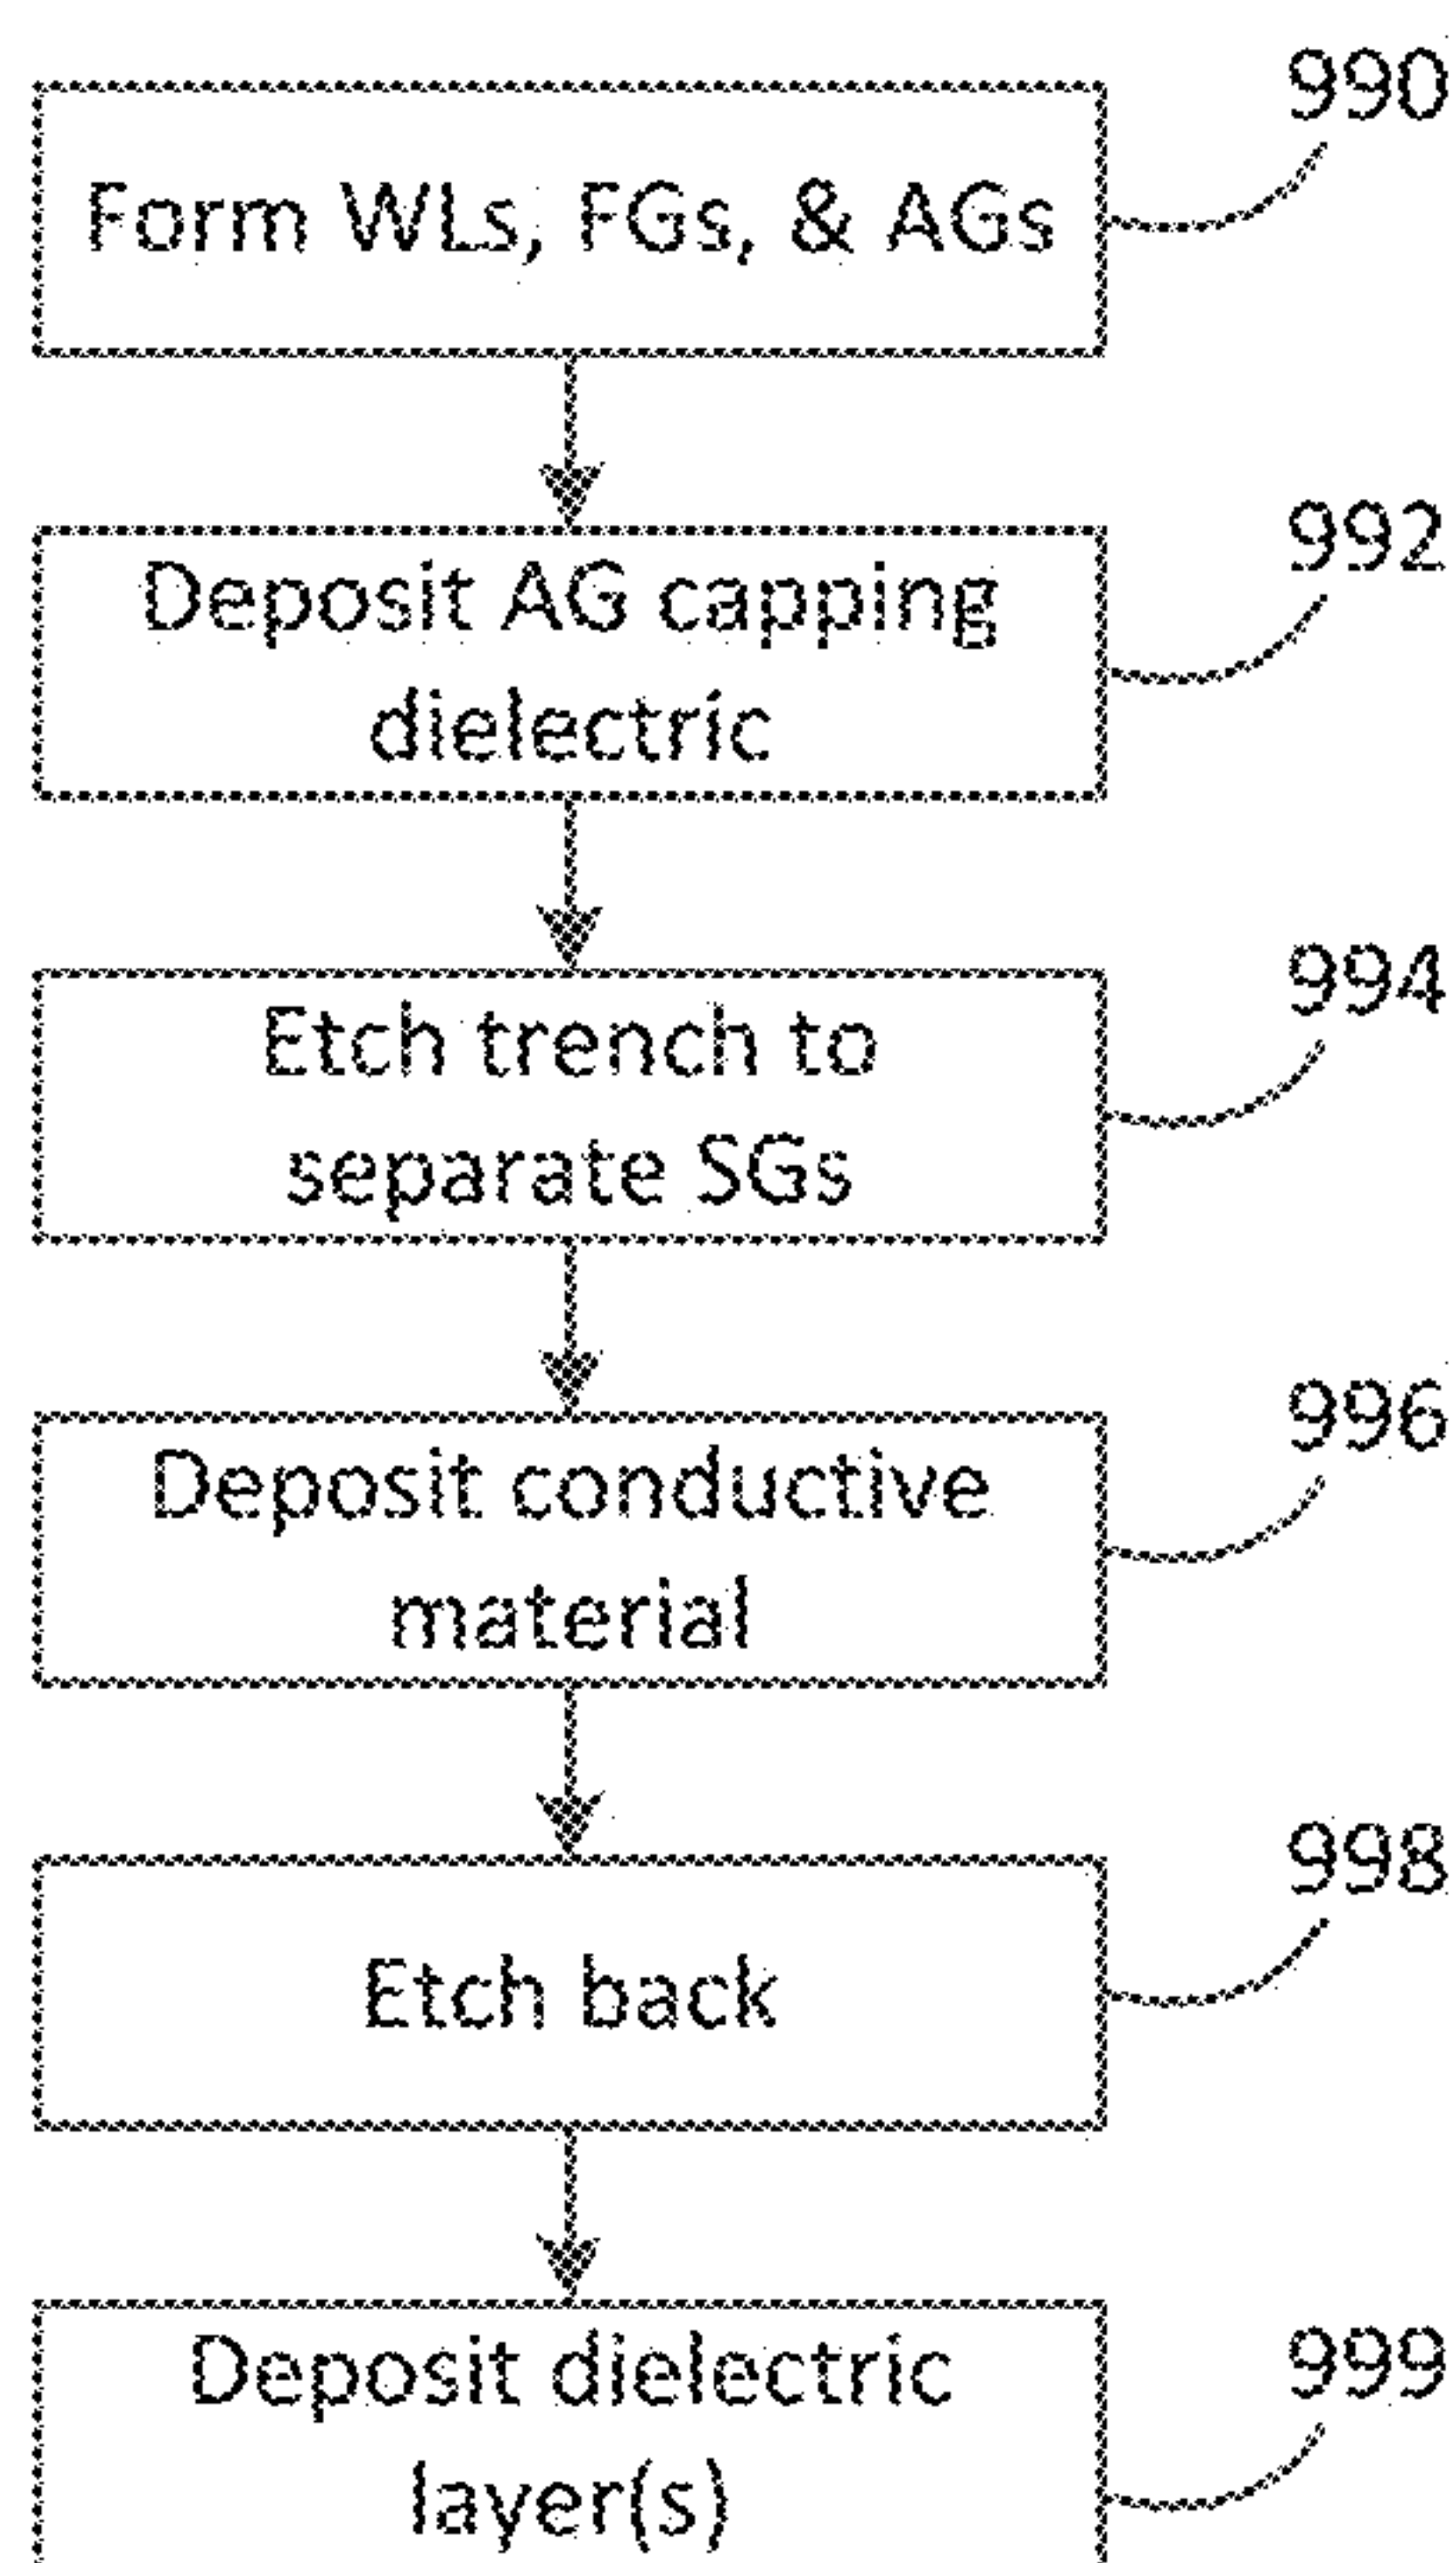 990
Form WLs, FGs, & AGs
992
Deposit AG capping
dielectric
994
Etch trench to
separate SGs
996
Deposit conductive
material
998
Etch back
999
Deposit dielectric
layer(s)